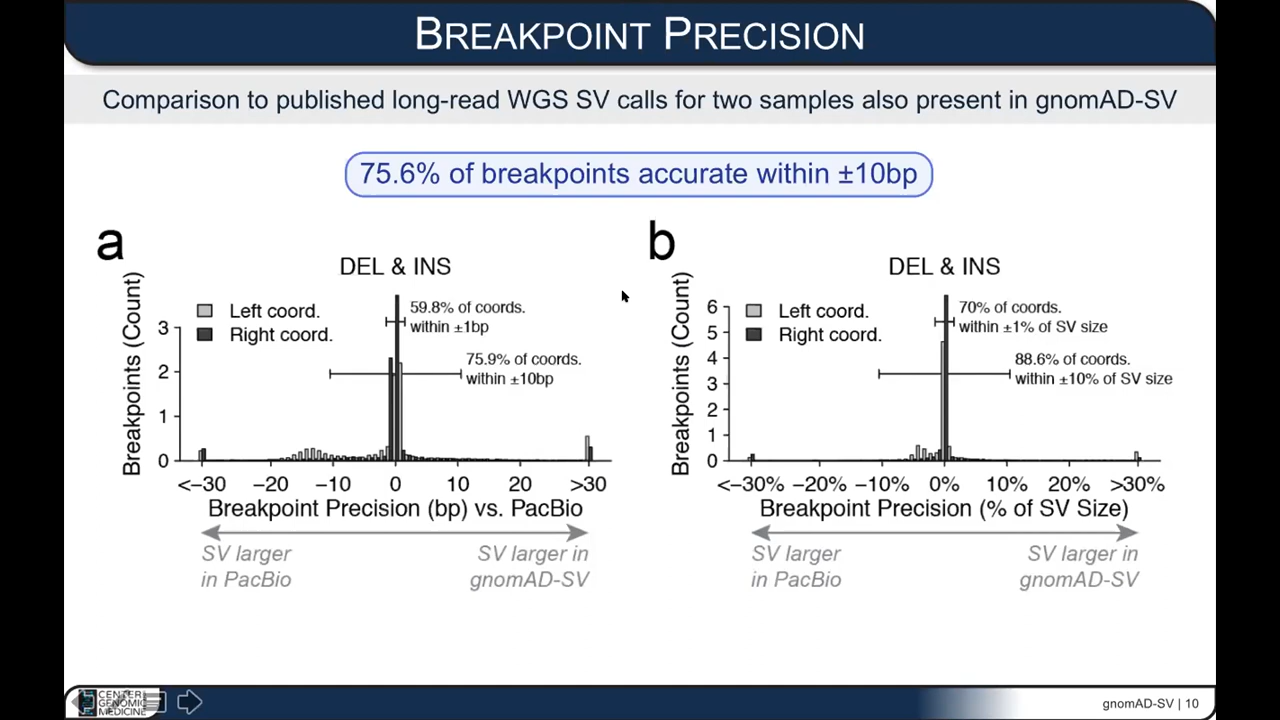 BREAKPOINT PRECISION
Comparison to published long-read WGS SV calls for two samples also present in gnomAD-SV
75.6% of breakpoints accurate within ±10bp
a
DEL & INS
Breakpoints (Count)
Left coord.
Right coord.
59.8% of coords.
within ±1bp
75.9% of coords.
within ±10bp
3
2
1
0
<−30 −20 −10 0 10 20 >30
Breakpoint Precision (bp) vs. PacBio
SV larger
in PacBio
SV larger in
gnomAD-SV
b
DEL & INS
Breakpoints (Count)
Left coord.
Right coord.
70% of coords.
within ±1% of SV size
88.6% of coords.
within ±10% of SV size
6
5
4
3
2
1
0
<−30% −20% −10% 0% 10% 20% >30%
Breakpoint Precision (% of SV Size)
SV larger
in PacBio
SV larger in
gnomAD-SV
CENTER
GENOMIC
MEDICINE
gnomAD-SV | 10